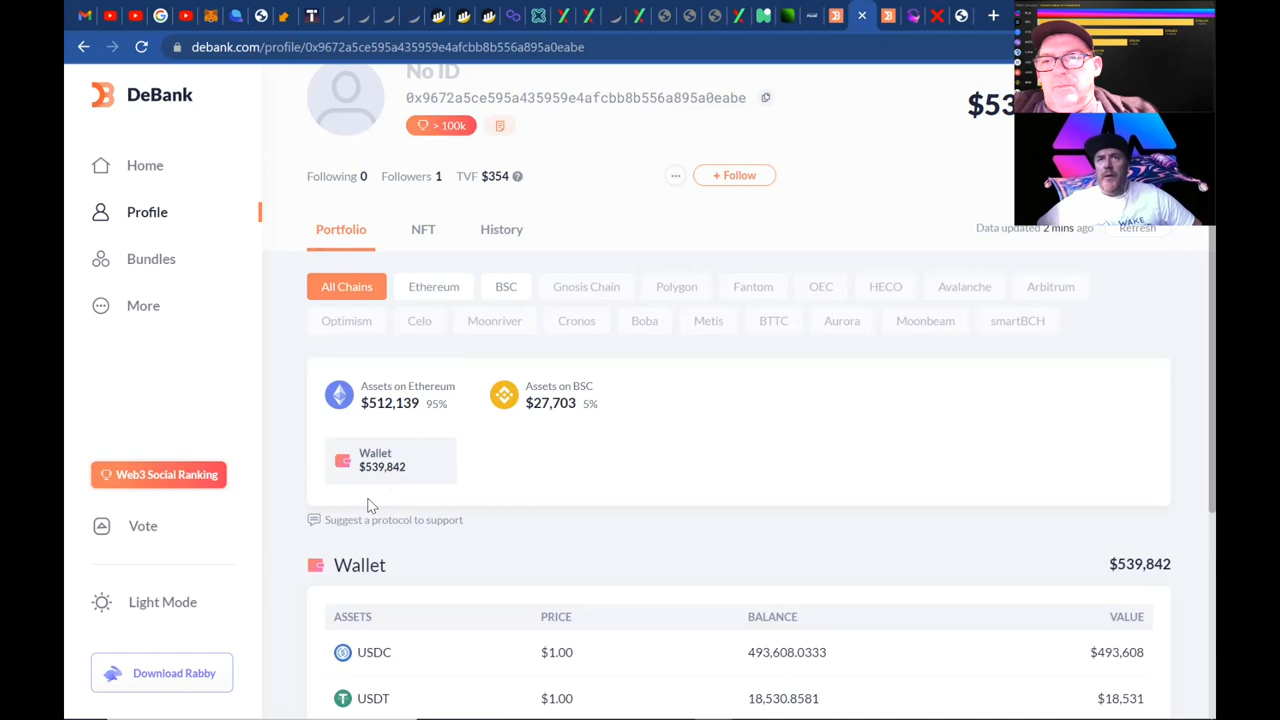 debank.com/profile/0x9672a5ce595a435959e4afcbb8b556a895a0eabe
DeBank
No ID
0x9672a5ce595a435959e4afcbb8b556a895a0eabe
$53
> 100k
Home
Following 0 Followers 1 TVF $354
+ Follow
Profile
Portfolio NFT History
Data updated 2 mins ago Refresh
Bundles
All Chains Ethereum BSC Gnosis Chain Polygon Fantom OEC HECO Avalanche Arbitrum
More
Optimism Celo Moonriver Cronos Boba Metis BTTC Aurora Moonbeam smartBCH
Assets on Ethereum
$512,139 95%
Assets on BSC
$27,703 5%
Wallet
$539,842
Web3 Social Ranking
Suggest a protocol to support
Vote
Wallet $539,842
Light Mode
ASSETS PRICE BALANCE VALUE
USDC $1.00 493,608.0333 $493,608
Download Rabby
USDT $1.00 18,530.8581 $18,531
WAKE